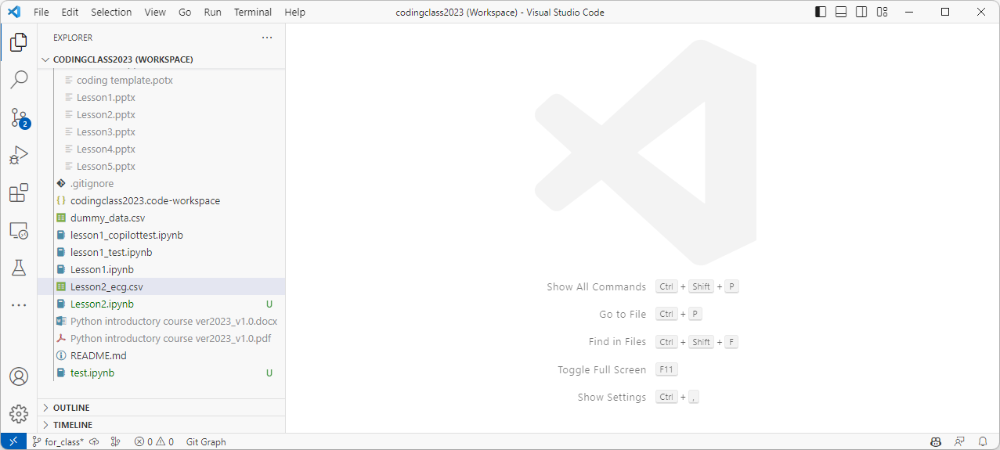 File Edit Selection View Go Run Terminal Help codingclass2023 (Workspace) - Visual Studio Code
EXPLORER
CODINGCLASS2023 (WORKSPACE)
coding template.potx
Lesson1.pptx
Lesson2.pptx
Lesson3.pptx
Lesson4.pptx
Lesson5.pptx
.gitignore
codingclass2023.code-workspace
dummy_data.csv
lesson1_copilottest.ipynb
lesson1_test.ipynb
Lesson1.ipynb
Lesson2_ecg.csv
Lesson2.ipynb U
Python introductory course ver2023_v1.0.docx
Python introductory course ver2023_v1.0.pdf
README.md
test.ipynb U
OUTLINE
TIMELINE
2
Show All Commands Ctrl + Shift + P
Go to File Ctrl + P
Find in Files Ctrl + Shift + F
Toggle Full Screen F11
Show Settings Ctrl + ,
for_class* 0 0 Git Graph